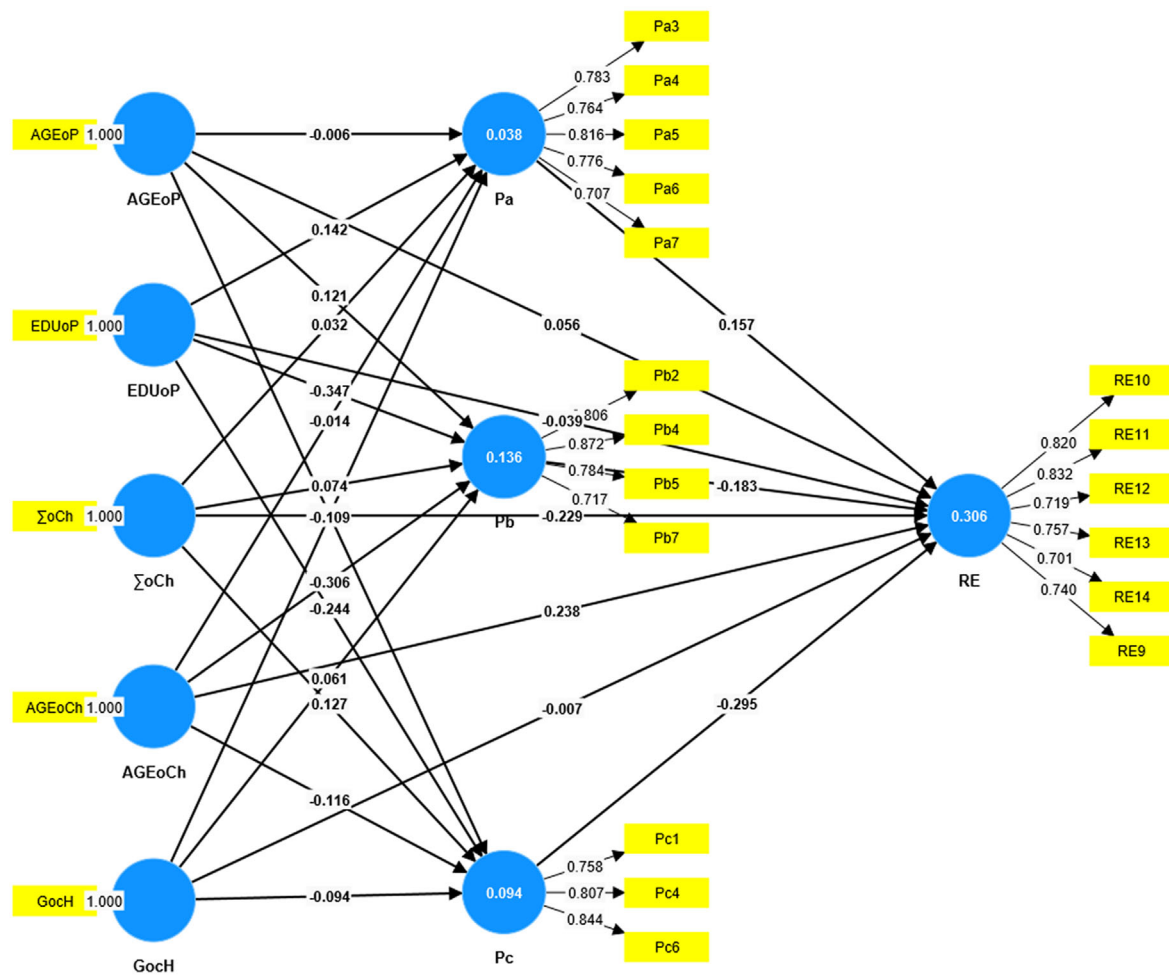 Pa3
0.783
Pa4
0.764
AGEoP 1.000
-0.006
0.038
0.816
Pa5
0.776
Pa6
AGEoP
Pa
0.707
0.142
Pa7
0.121
EDUoP 1.000
0.032
0.056
0.157
EDUoP
-0.347
Pb2
RE10
-0.014
-0.039
806
0.872
Pb4
0.820
RE11
0.136
0.784
0.832
0.074
Pb5
-0.183
0.719
RE12
∑oCh 1.000
-0.109
Pb
0.717
-0.229
0.306
0.757
RE13
Pb7
0.701
∑oCh
RE
0.740
RE14
-0.306
-0.244
0.238
RE9
0.061
AGEoCh 1.000
0.127
-0.007
-0.295
AGEoCh
-0.116
Pc1
0.758
GocH 1.000
-0.094
0.094
0.807
Pc4
0.844
Pc6
GocH
Pc